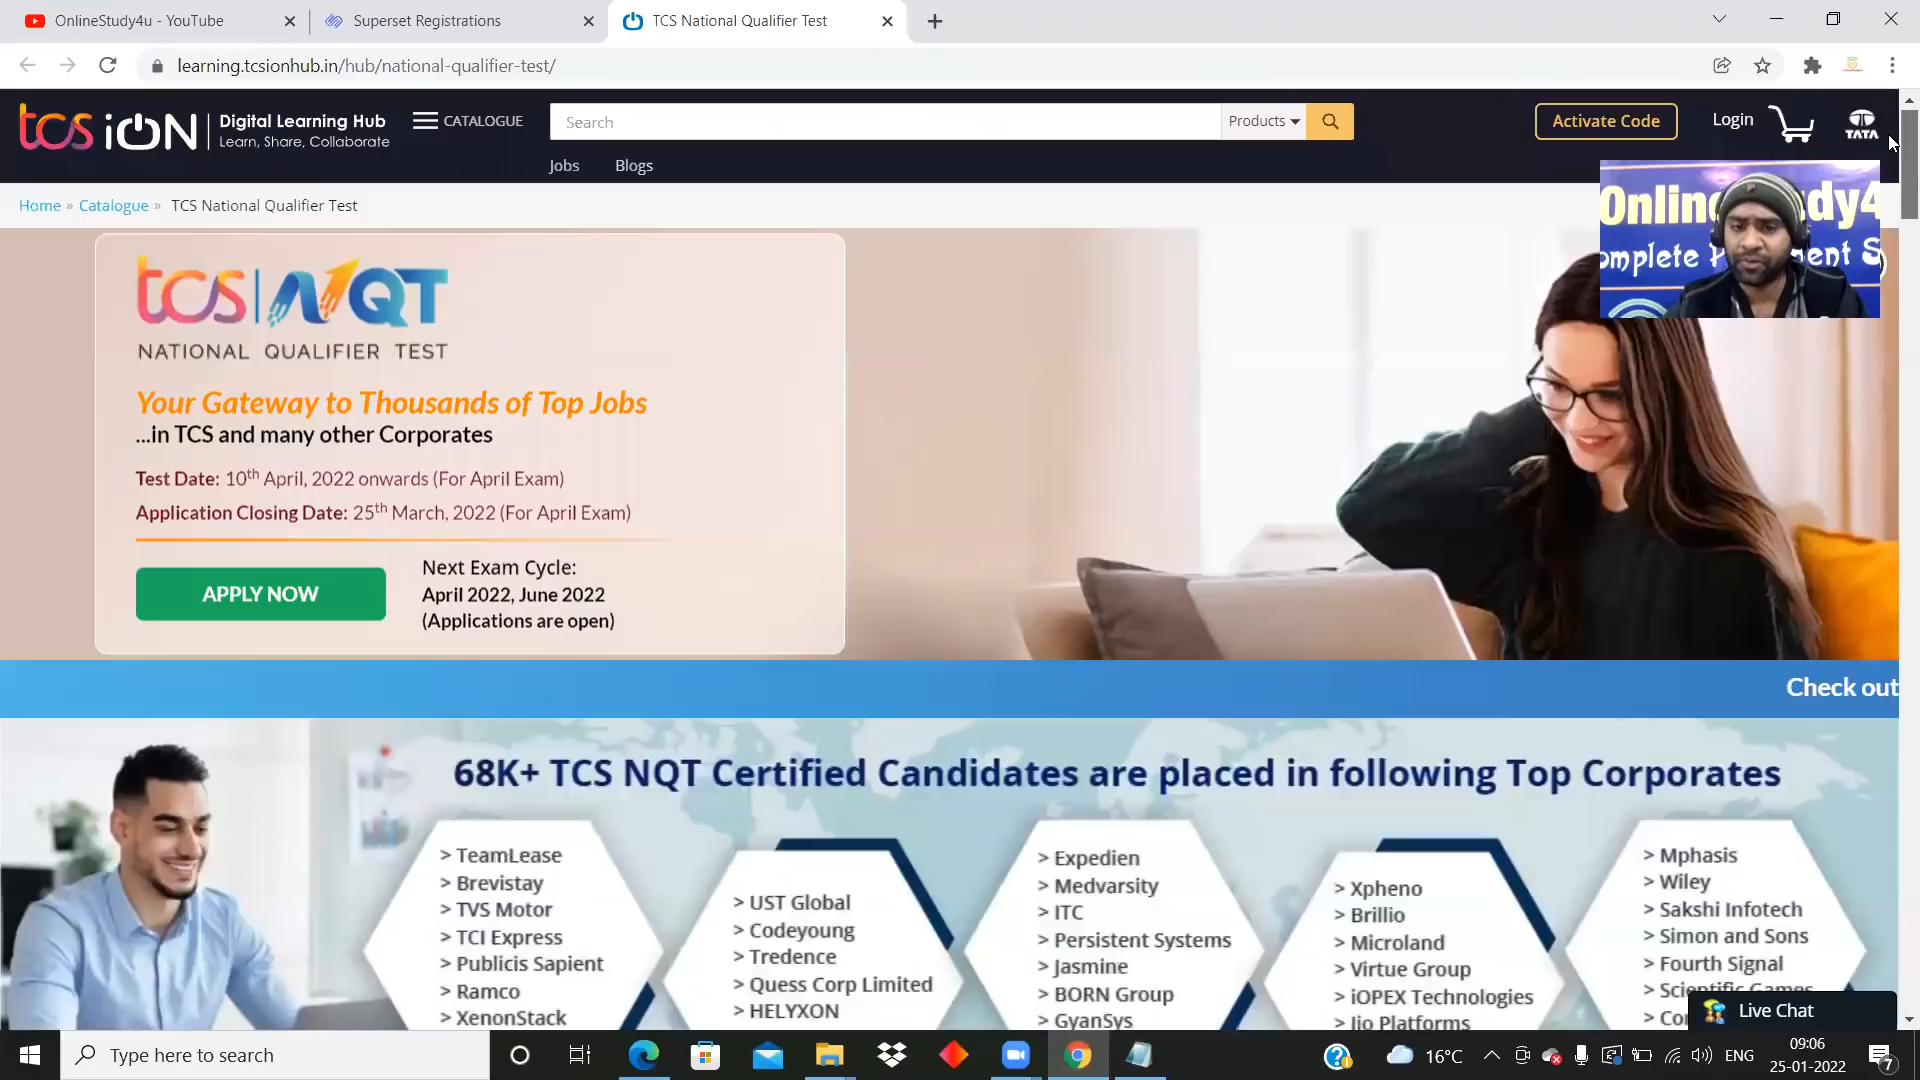 OnlineStudy4u - YouTube
Superset Registrations
TCS National Qualifier Test
learning.tcsionhub.in/hub/national-qualifier-test/
tcs iON
Digital Learning Hub
Learn, Share, Collaborate
CATALOGUE
Search
Products
Activate Code
Login
TATA
Jobs
Blogs
Home » Catalogue » TCS National Qualifier Test
tcs NQT
NATIONAL QUALIFIER TEST
Your Gateway to Thousands of Top Jobs
...in TCS and many other Corporates
Test Date: 10th April, 2022 onwards (For April Exam)
Application Closing Date: 25th March, 2022 (For April Exam)
APPLY NOW
Next Exam Cycle:
April 2022, June 2022
(Applications are open)
Check out
68K+ TCS NQT Certified Candidates are placed in following Top Corporates
> TeamLease
> Brevistay
> TVS Motor
> TCI Express
> Publicis Sapient
> Ramco
> XenonStack
> UST Global
> Codeyoung
> Tredence
> Quess Corp Limited
> HELYXON
> Expedien
> Medvarsity
> ITC
> Persistent Systems
> Jasmine
> BORN Group
> GyanSys
> Xpheno
> Brillio
> Microland
> Virtue Group
> iOPEX Technologies
> Jio Platforms
> Mphasis
> Wiley
> Sakshi Infotech
> Simon and Sons
> Fourth Signal
> Scientific Games
Live Chat
Type here to search
16°C
ENG
09:06
25-01-2022
7